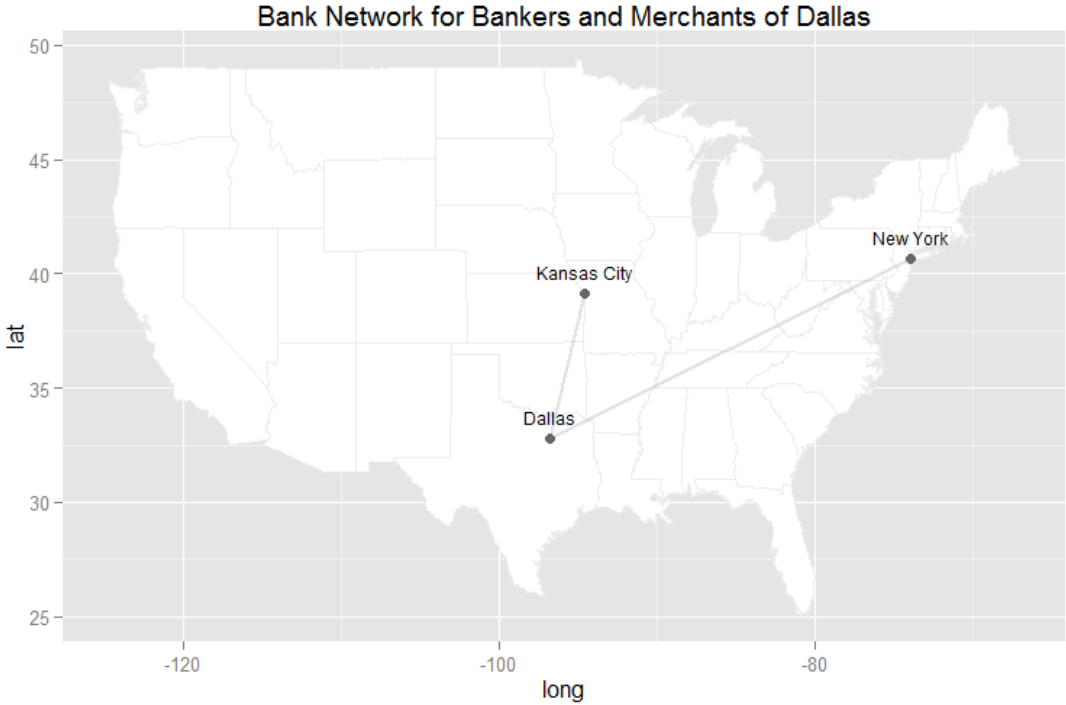 Bank Network for Bankers and Merchants of Dallas
50
45
40
35
30
25
lat
New York
Kansas City
Dallas
-120
-100
-80
long